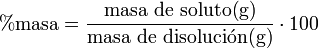 %masa = masa de soluto(g) / masa de disolución(g) · 100